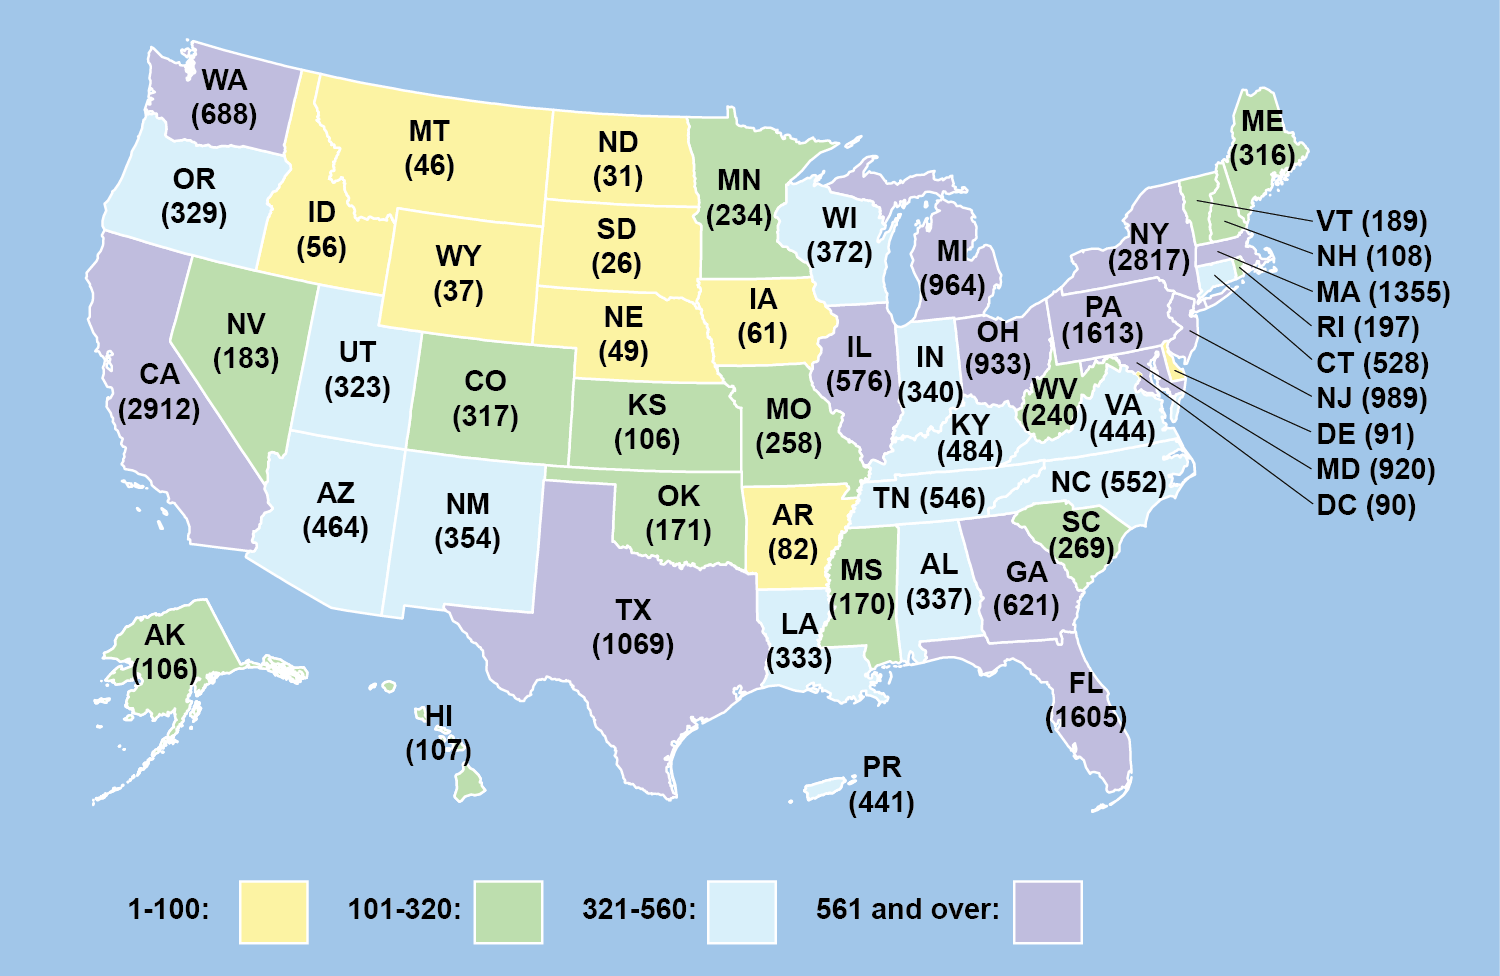 WA
(688)
MT
(46)
ND
(31)
MN
(234)
ME
(316)
OR
(329)
ID
(56)
SD
(26)
WI
(372)
MI
(964)
NY
(2817)
VT (189)
NH (108)
MA (1355)
RI (197)
CT (528)
NJ (989)
DE (91)
MD (920)
DC (90)
WY
(37)
NE
(49)
IA
(61)
PA
(1613)
NV
(183)
UT
(323)
CO
(317)
IL
(576)
IN
(340)
OH
(933)
CA
(2912)
KS
(106)
MO
(258)
WV
(240)
VA
(444)
KY
(484)
AZ
(464)
NM
(354)
OK
(171)
AR
(82)
TN (546)
NC (552)
SC
(269)
MS
(170)
AL
(337)
GA
(621)
TX
(1069)
LA
(333)
AK
(106)
HI
(107)
FL
(1605)
PR
(441)
1-100:
101-320:
321-560:
561 and over: